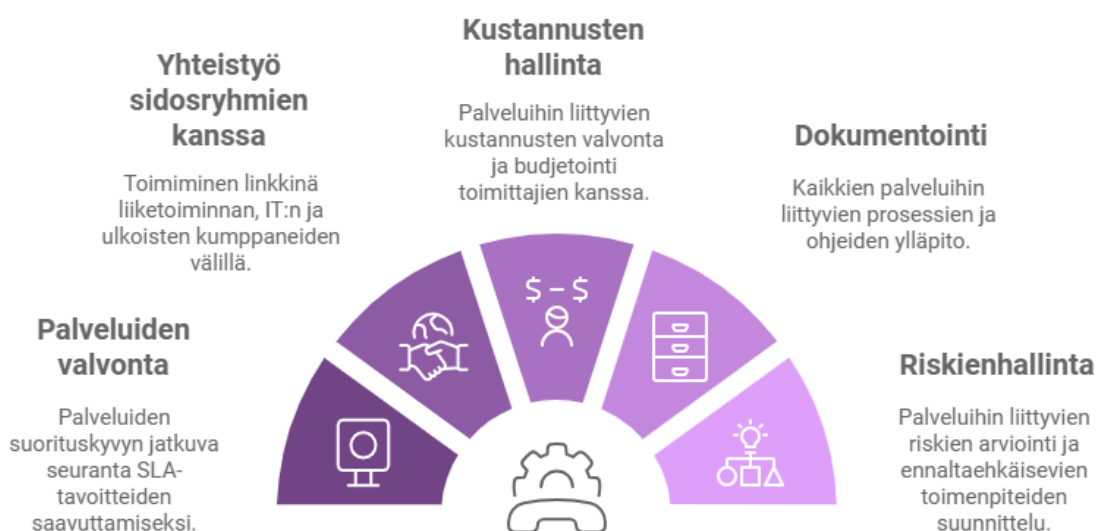 Kustannusten
hallinta
Palveluihin liittyvien
kustannusten valvonta
ja budjetointi
toimittajien kanssa.
Yhteistyö
sidosryhmien
kanssa
Toimiminen linkkinä
liiketoiminnan, IT:n ja
ulkoisten kumppaneiden
välillä.
Dokumentointi
Kaikkien palveluihin
liittyvien prosessien ja
ohjeiden ylläpito.
$ – $
Palveluiden
valvonta
Palveluiden
suorituskyvyn jatkuva
seuranta SLA-
tavoitteiden
saavuttamiseksi.
Riskienhallinta
Palveluihin liittyvien
riskien arviointi ja
ennaltaehkäisevien
toimenpiteiden
suunnittelu.